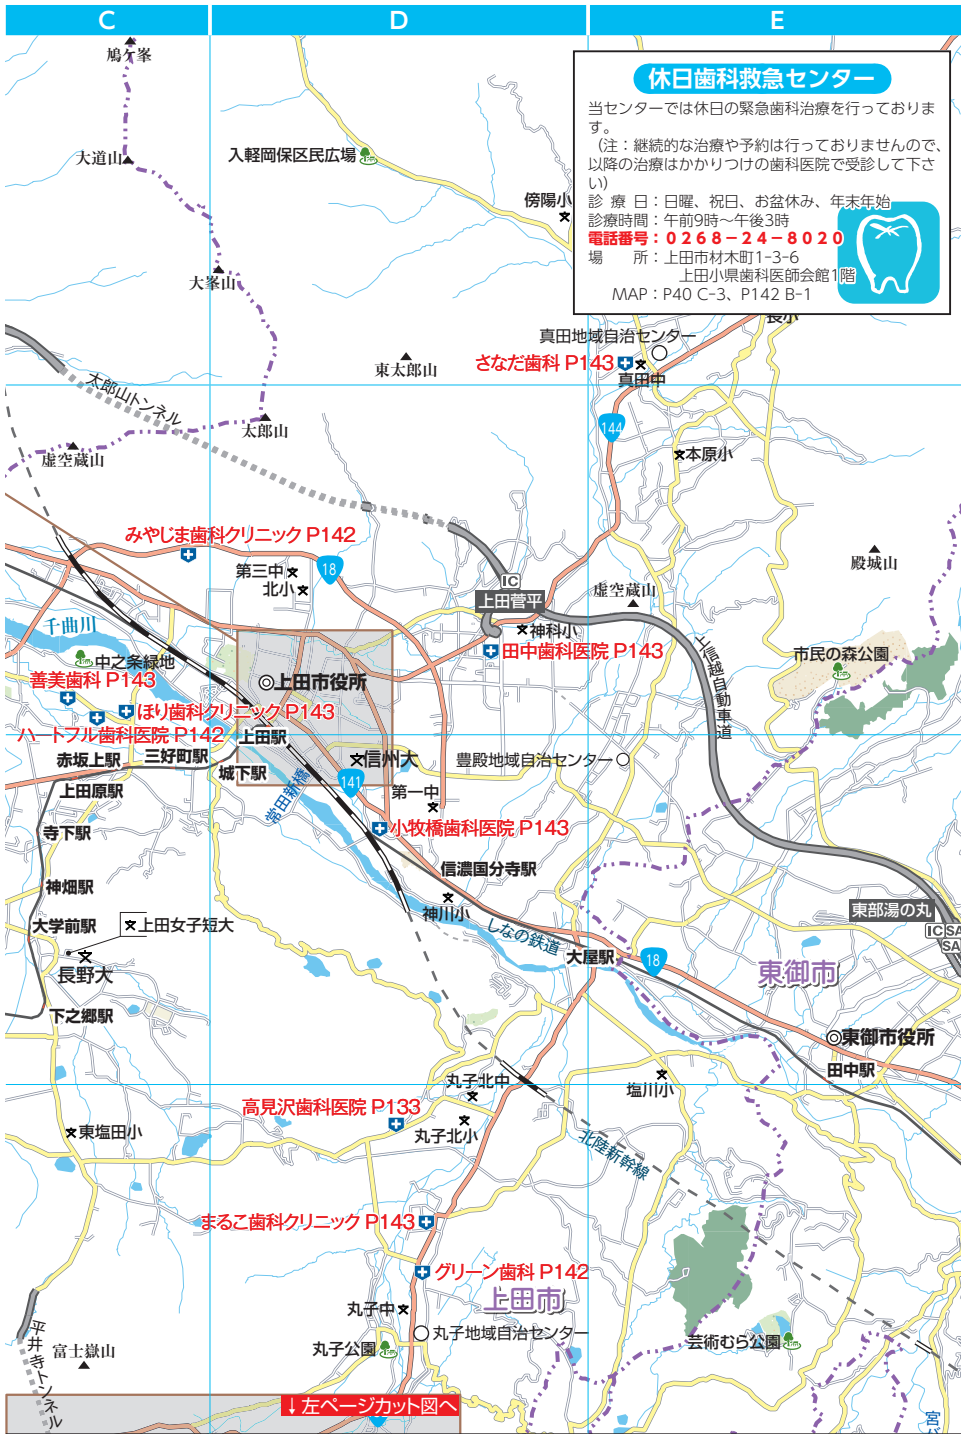 C
D
E
鳩ケ峯
休日歯科救急センター
当センターでは休日の緊急歯科治療を行っておりま
す。
（注：継続的な治療や予約は行っておりませんので、
以降の治療はかかりつけの歯科医院で受診して下さ
い）
診 療 日：日曜、祝日、お盆休み、年末年始
診療時間：午前9時～午後3時
電話番号：0268－24－8020
場　　所：上田市材木町1-3-6
上田小県歯科医師会館1階
MAP：P40 C-3、P142 B-1
大道山
入軽岡保区民広場
傍陽小
大峯山
長小
真田地域自治センター
東太郎山
さなだ歯科 P143
真田中
太郎山トンネル
太郎山
144
虚空蔵山
本原小
みやじま歯科クリニック P142
第三中
18
北小
殿城山
IC
上田菅平
虚空蔵山
千曲川
神科小
中之条緑地
田中歯科医院 P143
上信越自動車道
市民の森公園
善美歯科 P143
上田市役所
ほり歯科クリニック P143
ハートフル歯科医院 P142
上田駅
赤坂上駅
三好町駅
信州大
豊殿地域自治センター
城下駅
上田原駅
141
第一中
常田新橋
寺下駅
小牧橋歯科医院 P143
信濃国分寺駅
神畑駅
神川小
東部湯の丸
大学前駅
上田女子短大
しなの鉄道
IC SA
SA
大屋駅
18
長野大
東御市
下之郷駅
東御市役所
田中駅
丸子北中
塩川小
高見沢歯科医院 P133
東塩田小
丸子北小
北陸新幹線
まるこ歯科クリニック P143
グリーン歯科 P142
上田市
丸子中
丸子地域自治センター
平井寺トンネル
富士嶽山
丸子公園
芸術むら公園
↓左ページカット図へ